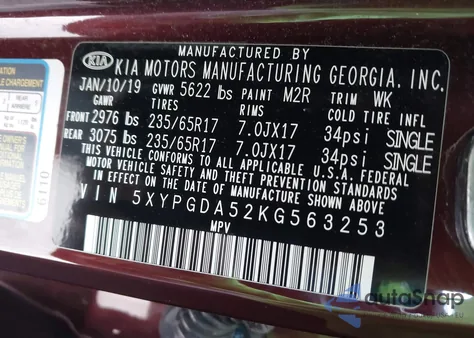 MANUFACTURED BY
KIA KIA MOTORS MANUFACTURING GEORGIA, INC.
JAN/10/19 GVWR 5622 lbs PAINT M2R TRIM WK
GAWR TIRES RIMS COLD TIRE INFL
FRONT 2976 lbs 235/65R17 7.0JX17 34psi SINGLE
REAR 3075 lbs 235/65R17 7.0JX17 34psi SINGLE
THIS VEHICLE CONFORMS TO ALL APPLICABLE U.S.A. FEDERAL
MOTOR VEHICLE SAFETY AND THEFT PREVENTION STANDARDS
IN EFFECT ON THE DATE OF MANUFACTURE SHOWN ABOVE.
VIN 5XYPGDA52KG563253
MPV
6110
autoSnap